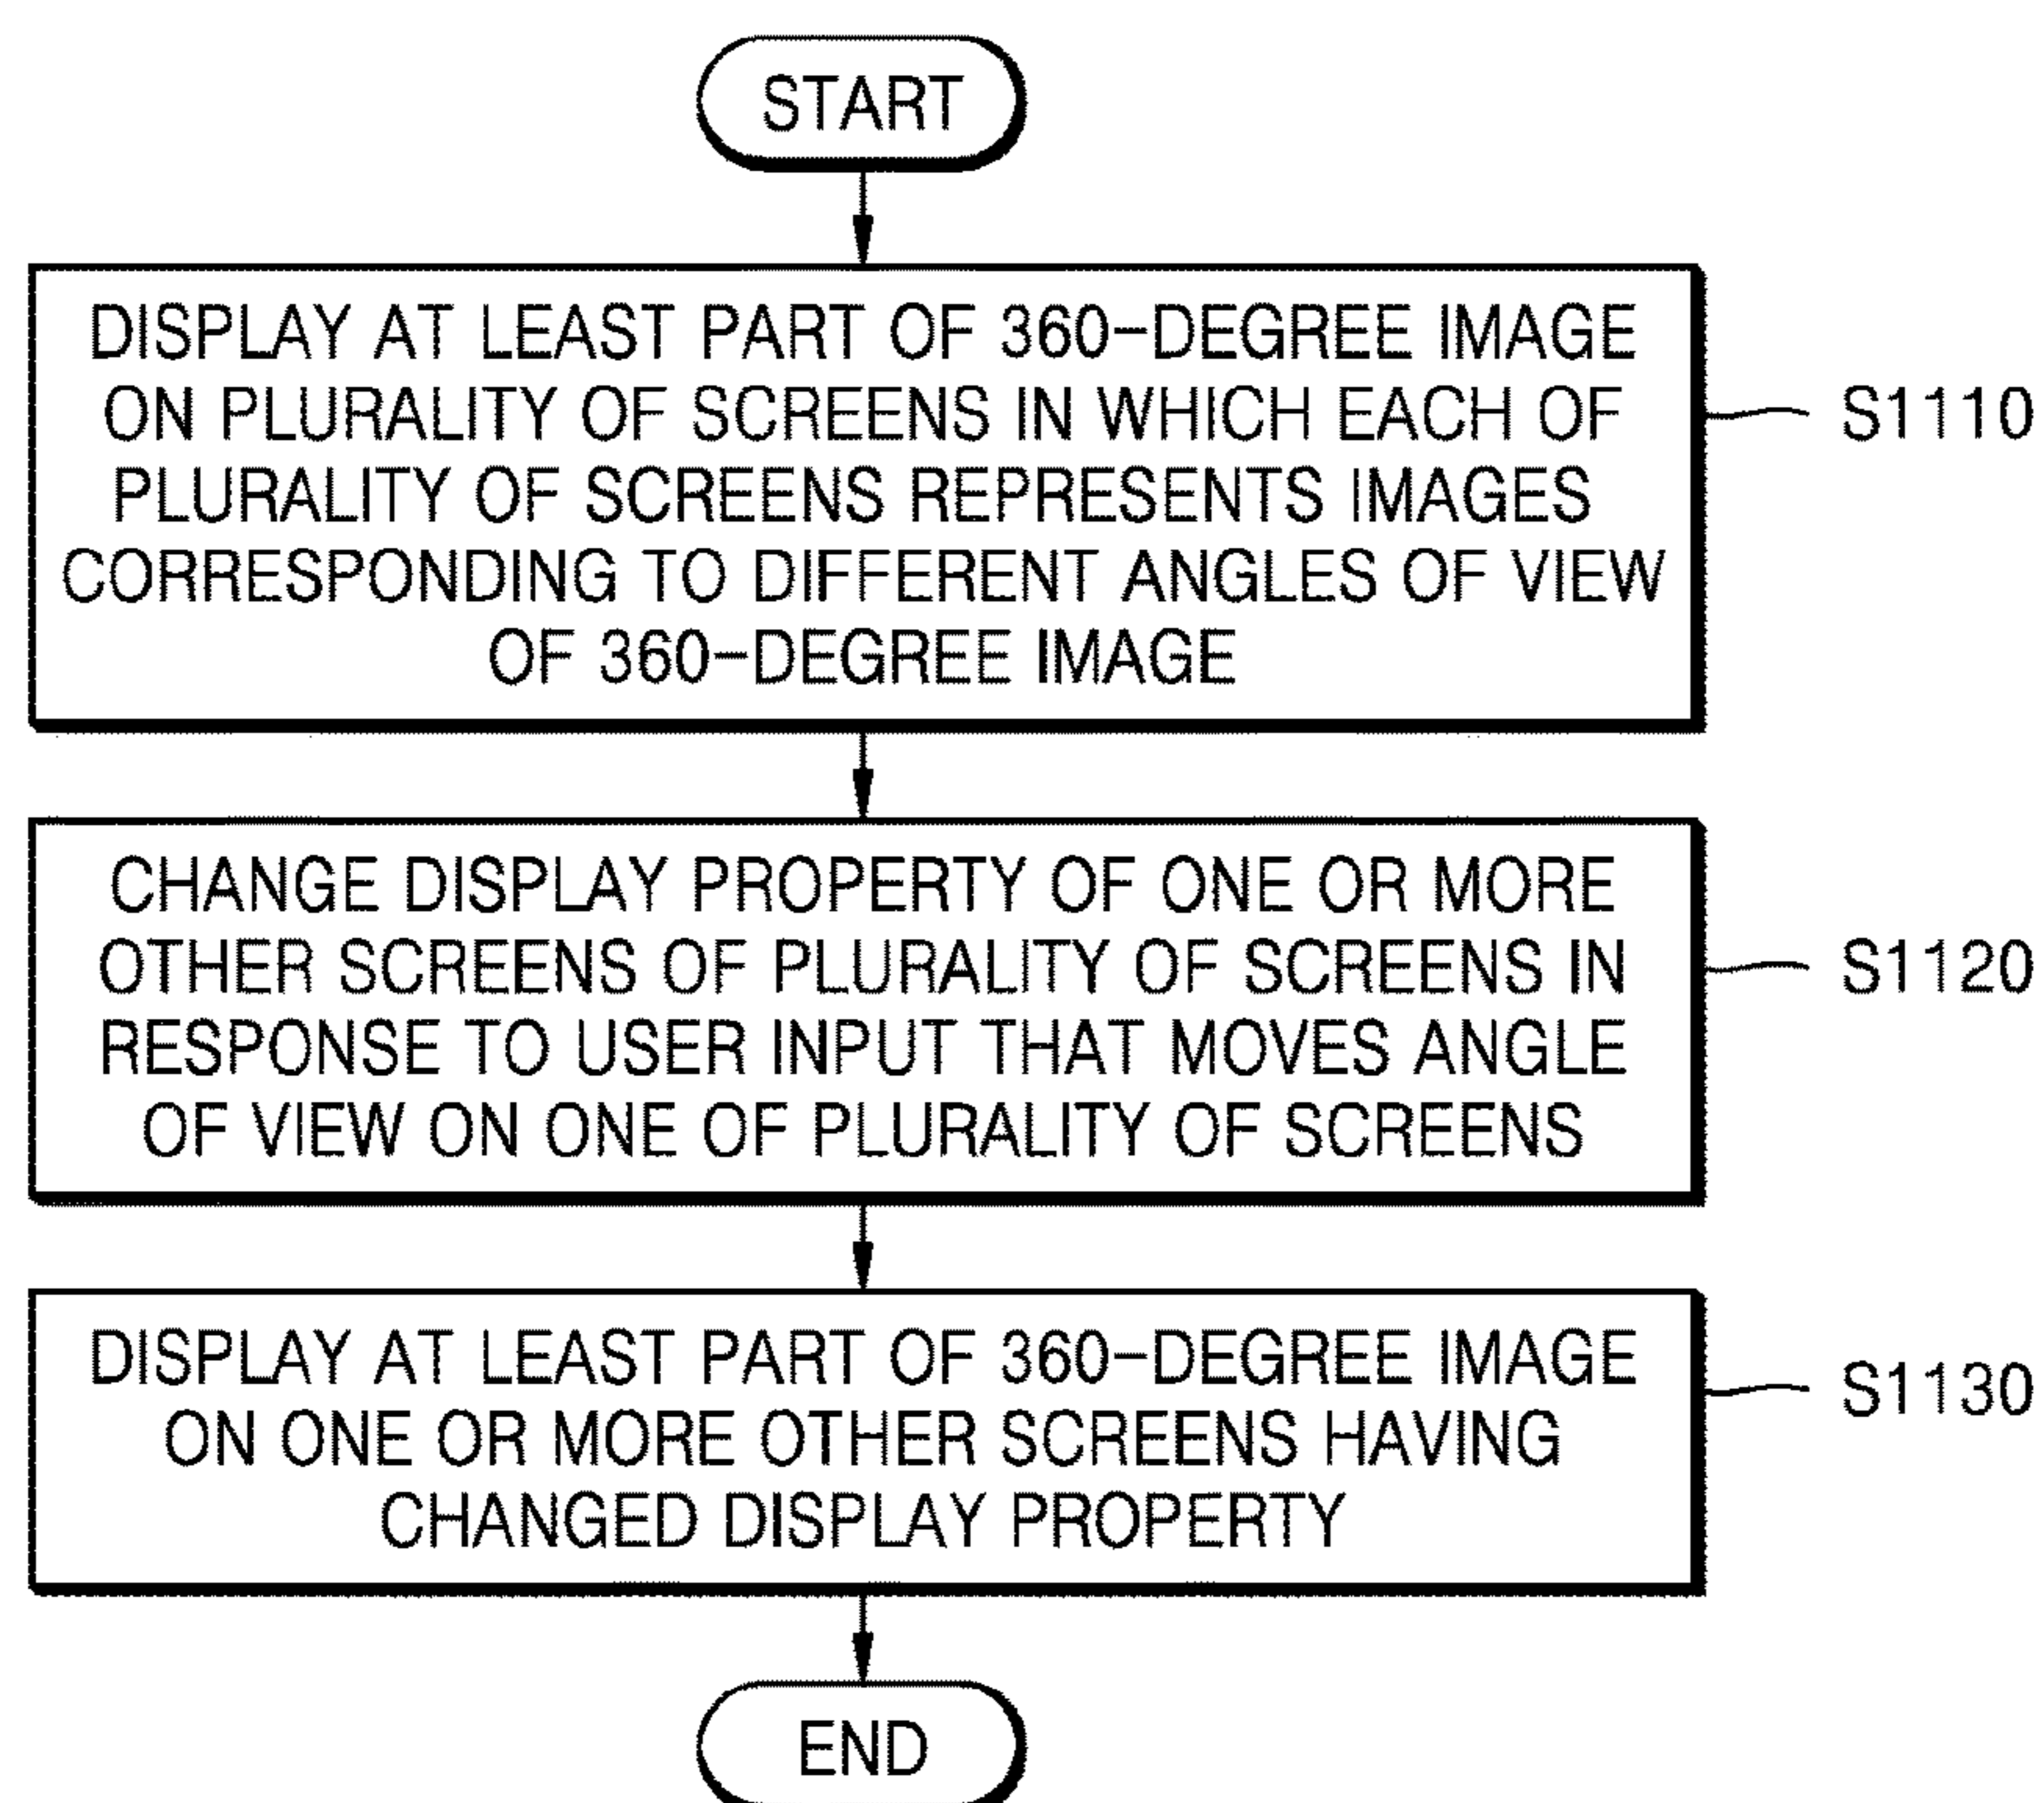 START
DISPLAY AT LEAST PART OF 360-DEGREE IMAGE
ON PLURALITY OF SCREENS IN WHICH EACH OF
PLURALITY OF SCREENS REPRESENTS IMAGES
CORRESPONDING TO DIFFERENT ANGLES OF VIEW
OF 360-DEGREE IMAGE
S1110
CHANGE DISPLAY PROPERTY OF ONE OR MORE
OTHER SCREENS OF PLURALITY OF SCREENS IN
RESPONSE TO USER INPUT THAT MOVES ANGLE
OF VIEW ON ONE OF PLURALITY OF SCREENS
S1120
DISPLAY AT LEAST PART OF 360-DEGREE IMAGE
ON ONE OR MORE OTHER SCREENS HAVING
CHANGED DISPLAY PROPERTY
S1130
END